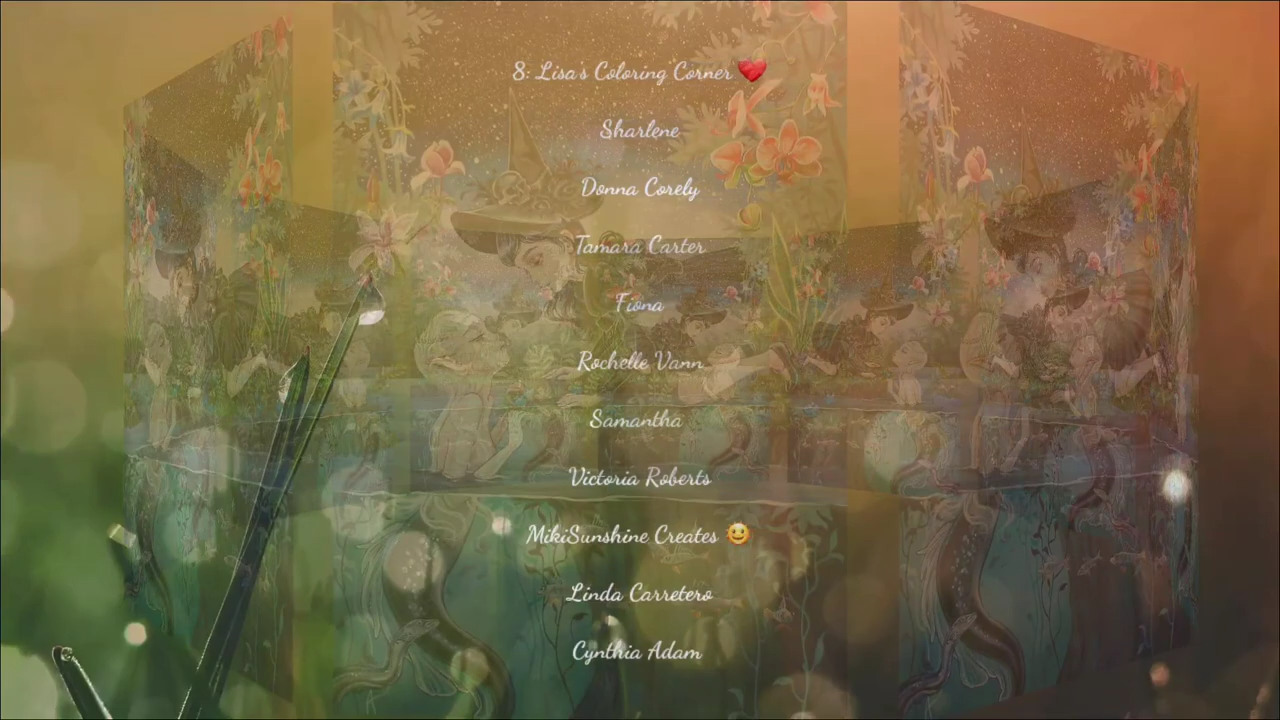 8: Lisa's Coloring Corner ❤️
Sharlene
Donna Corely
Tamara Carter
Fiona
Rochelle Vann
Samantha
Victoria Roberts
MikiSunshine Creates 🌞
Linda Carretero
Cynthia Adam